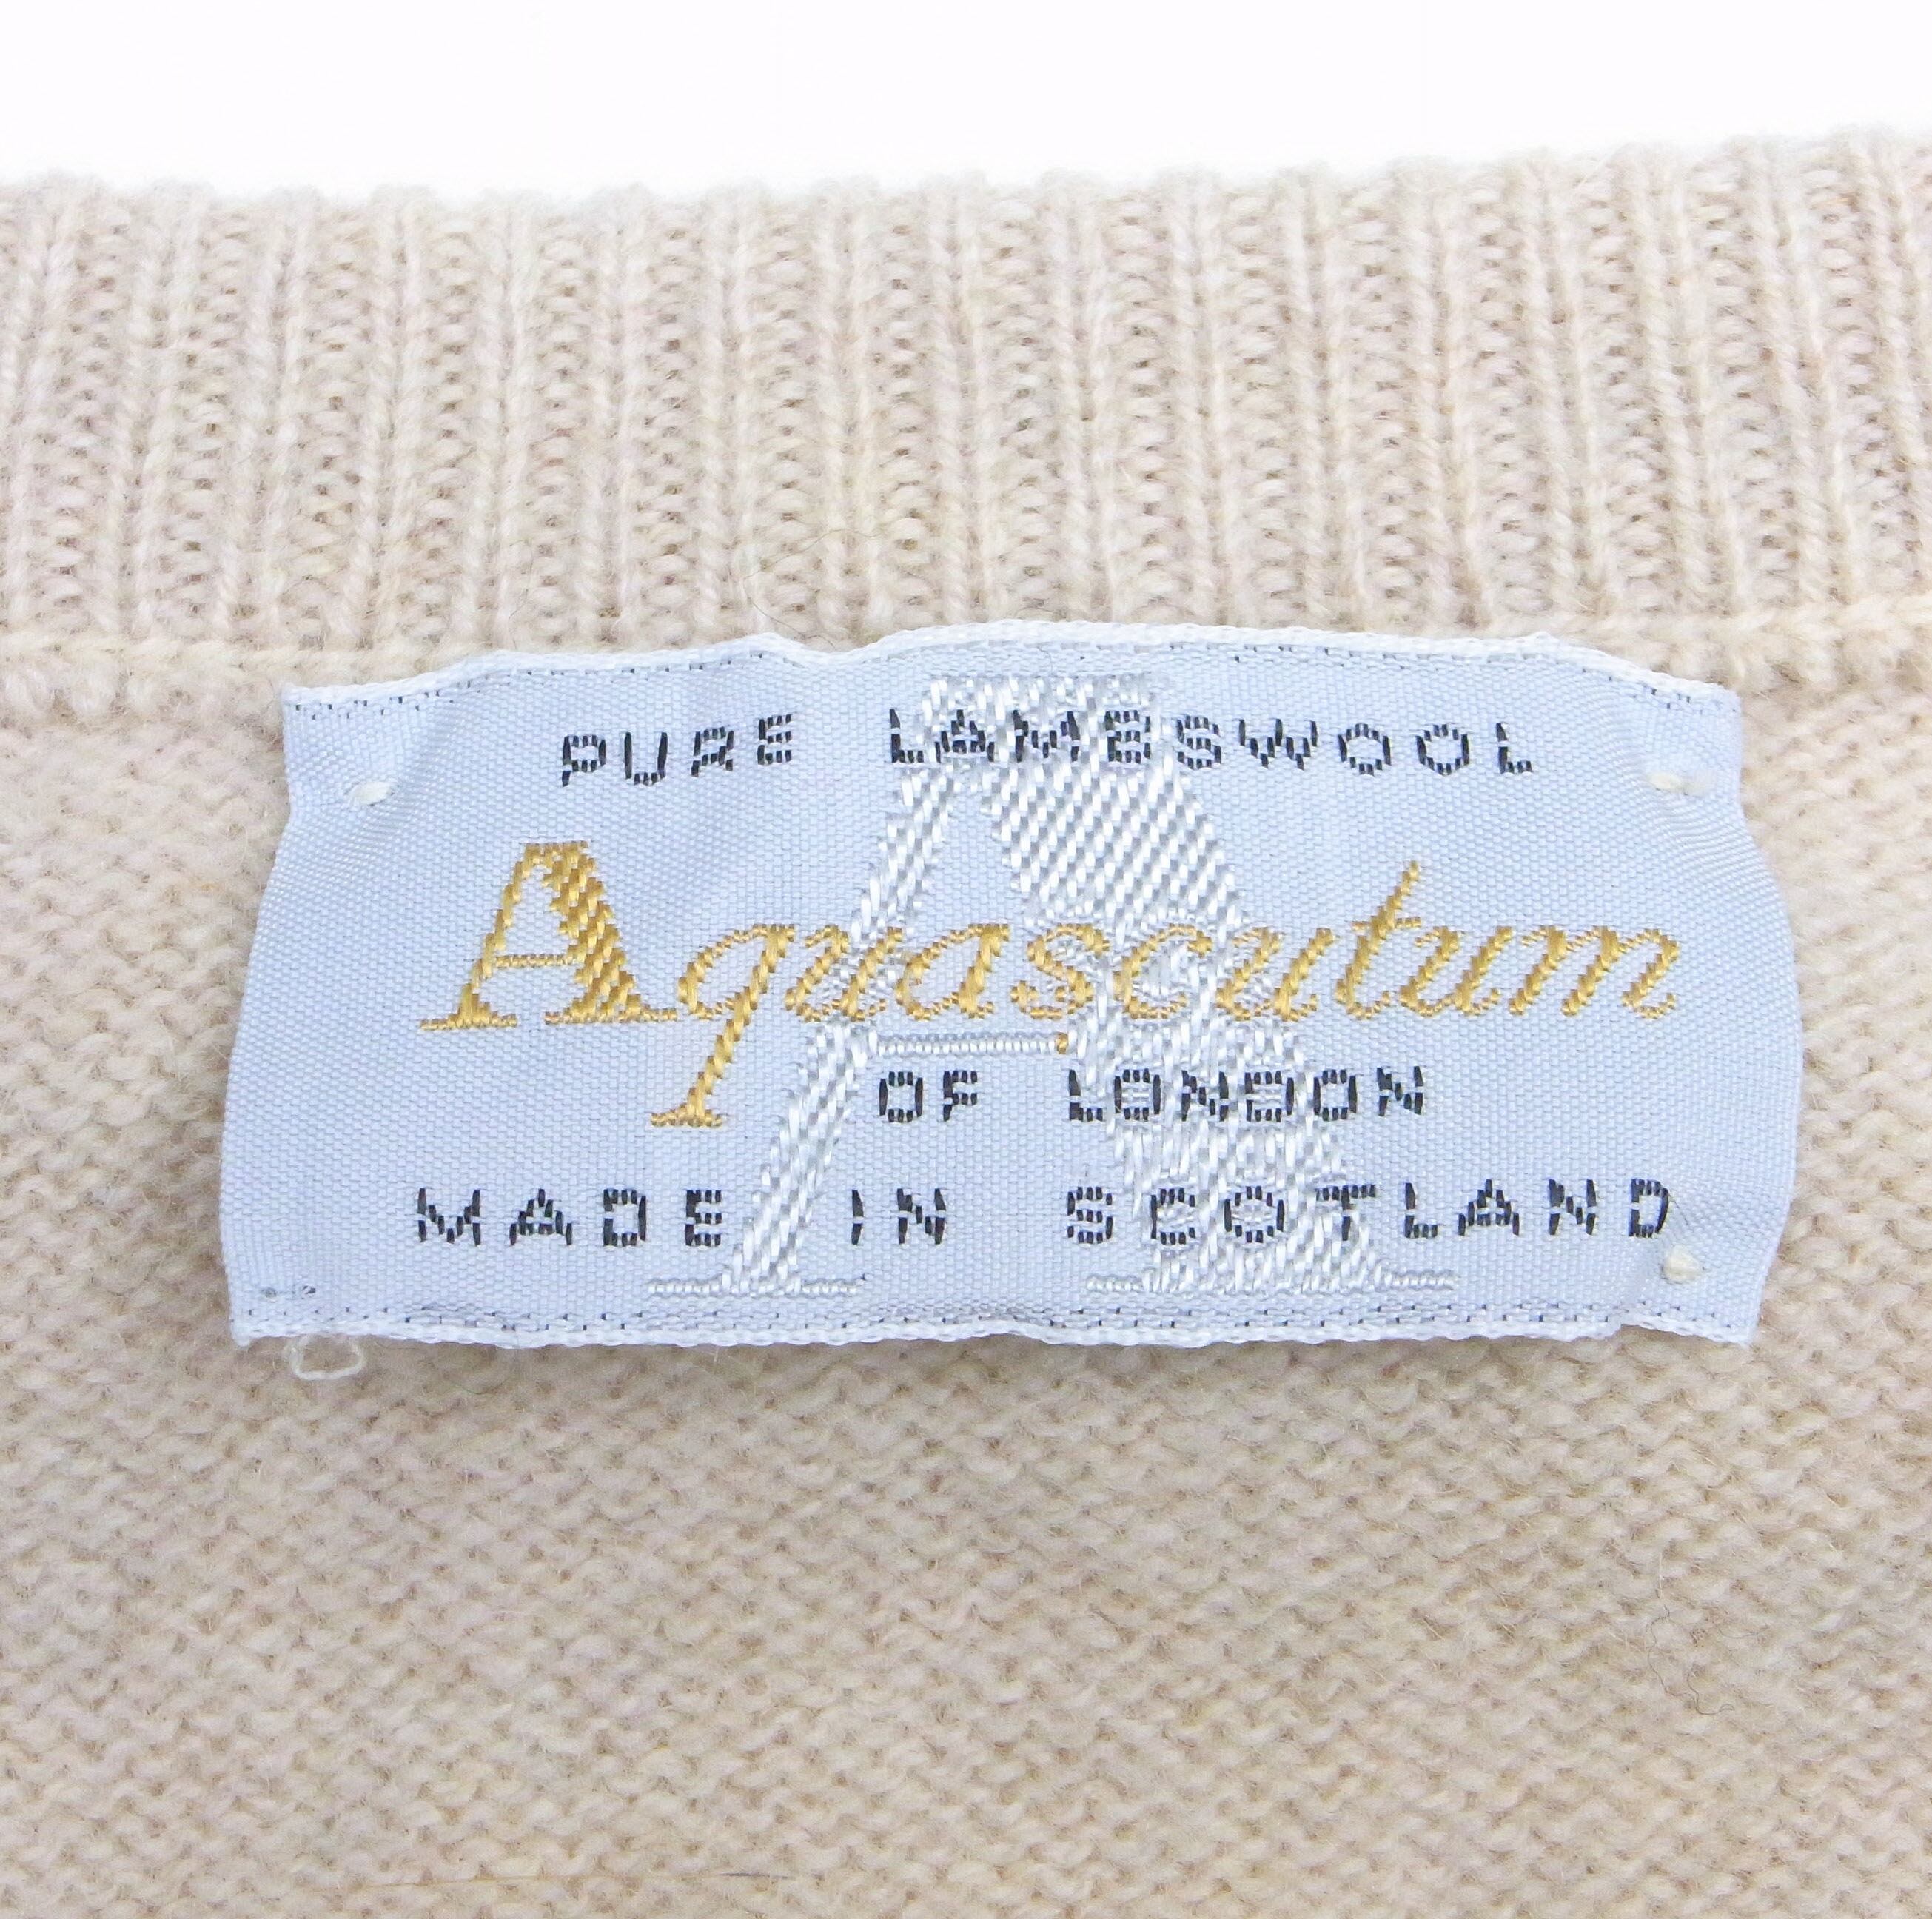 PURE LAMBSWOOL
Aquascutum
OF LONDON
MADE IN SCOTLAND